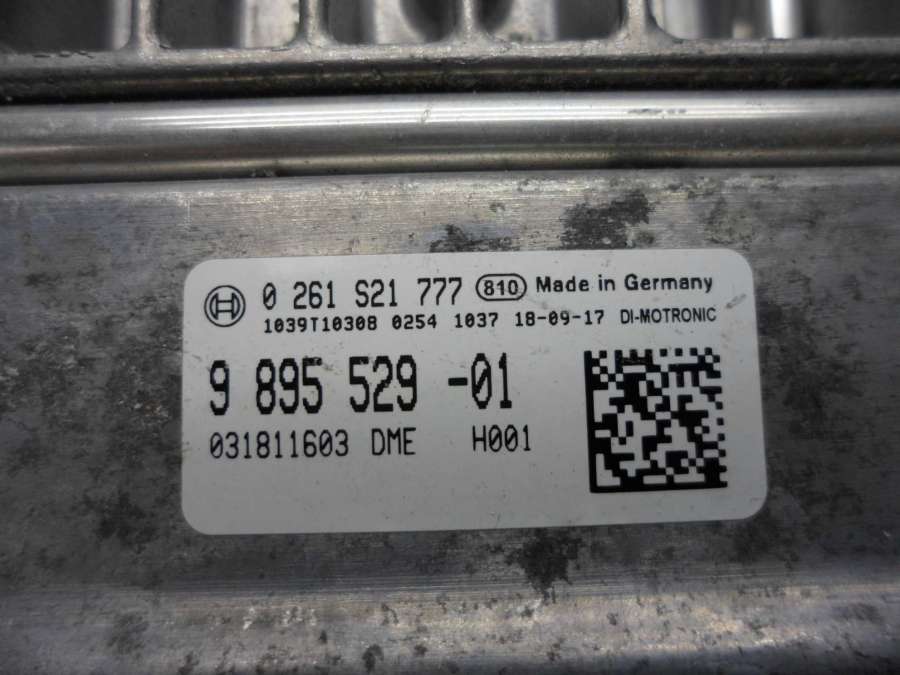 0 261 S21 777 810 Made in Germany
1039T10308 0254 1037 18-09-17 DI-MOTRONIC
9 895 529 -01
031811603 DME H001